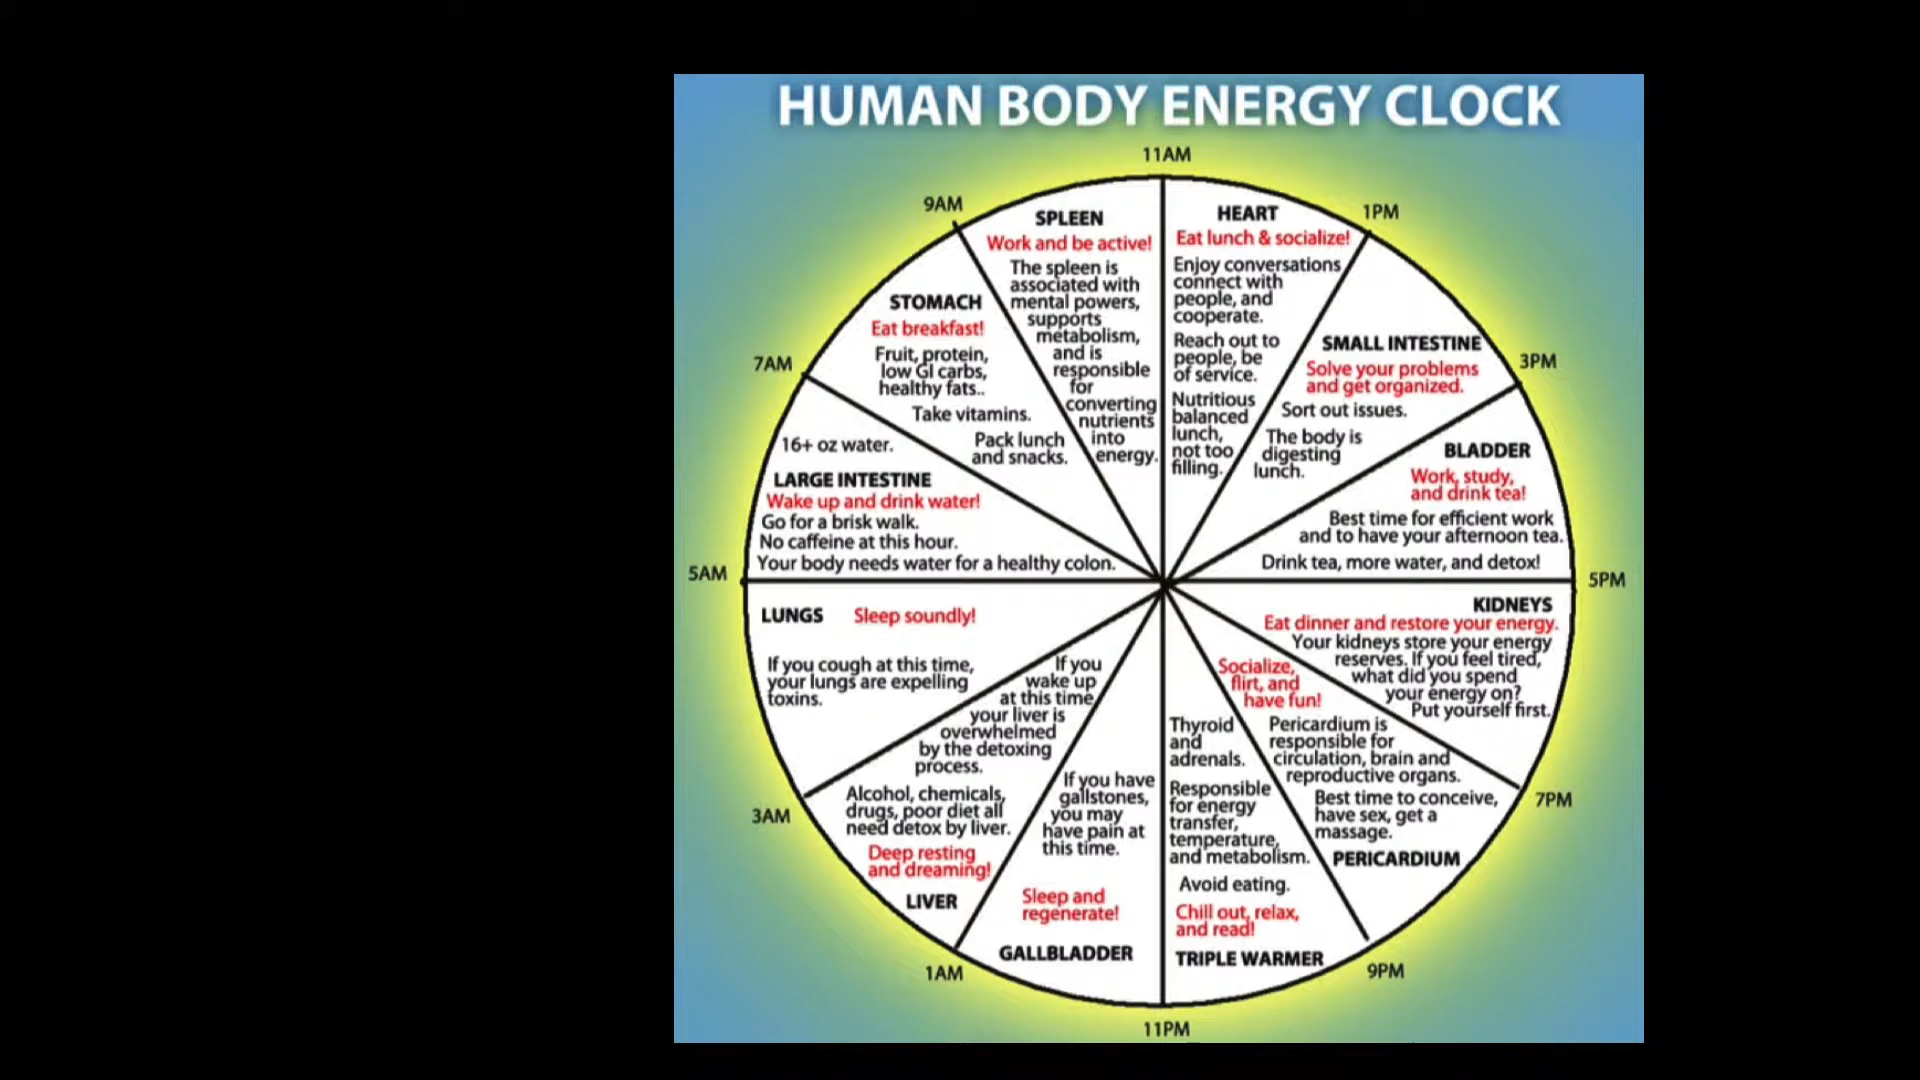 HUMAN BODY ENERGY CLOCK
11AM
HEART
Eat lunch & socialize!
Enjoy conversations
connect with
people, and
cooperate.
Reach out to
people, be
of service.
Nutritious
balanced
lunch,
not too
filling.
1PM
SMALL INTESTINE
Solve your problems
and get organized.
Sort out issues.
The body is
digesting
lunch.
3PM
BLADDER
Work, study,
and drink tea!
Best time for efficient work
and to have your afternoon tea.
Drink tea, more water, and detox!
5PM
KIDNEYS
Eat dinner and restore your energy.
Your kidneys store your energy
reserves. If you feel tired,
what did you spend
your energy on?
Put yourself first.
7PM
Socialize,
flirt, and
have fun!
Pericardium is
responsible for
circulation, brain and
reproductive organs.
Best time to conceive,
have sex, get a
massage.
PERICARDIUM
9PM
Thyroid
and
adrenals.
Responsible
for energy
transfer,
temperature,
and metabolism.
Avoid eating.
Chill out, relax,
and read!
TRIPLE WARMER
11PM
If you have
gallstones,
you may
have pain at
this time.
Sleep and
regenerate!
GALLBLADDER
1AM
If you
wake up
at this time
your liver is
overwhelmed
by the detoxing
process.
Alcohol, chemicals,
drugs, poor diet all
need detox by liver.
Deep resting
and dreaming!
LIVER
3AM
LUNGS Sleep soundly!
If you cough at this time,
your lungs are expelling
toxins.
5AM
16+ oz water.
LARGE INTESTINE
Wake up and drink water!
Go for a brisk walk.
No caffeine at this hour.
Your body needs water for a healthy colon.
7AM
STOMACH
Eat breakfast!
Fruit, protein,
low GI carbs,
healthy fats..
Take vitamins.
Pack lunch
and snacks.
9AM
SPLEEN
Work and be active!
The spleen is
associated with
mental powers,
supports
metabolism,
and is
responsible
for
converting
nutrients
into
energy.